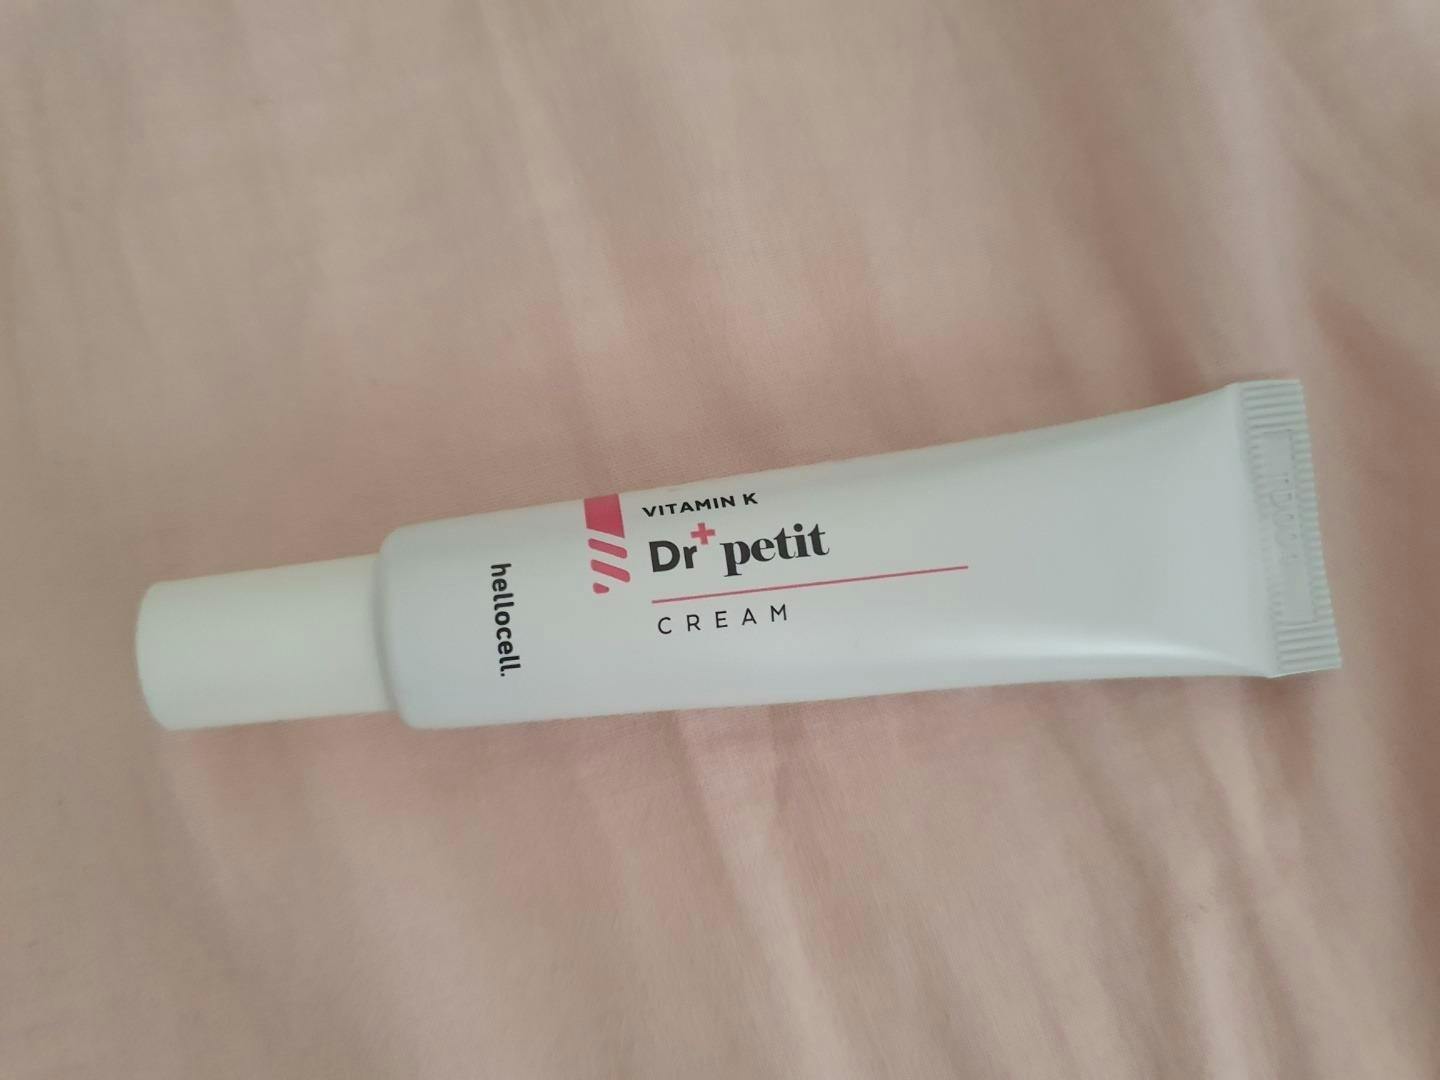 VITAMIN K
Dr+ petit
CREAM
hellocell.